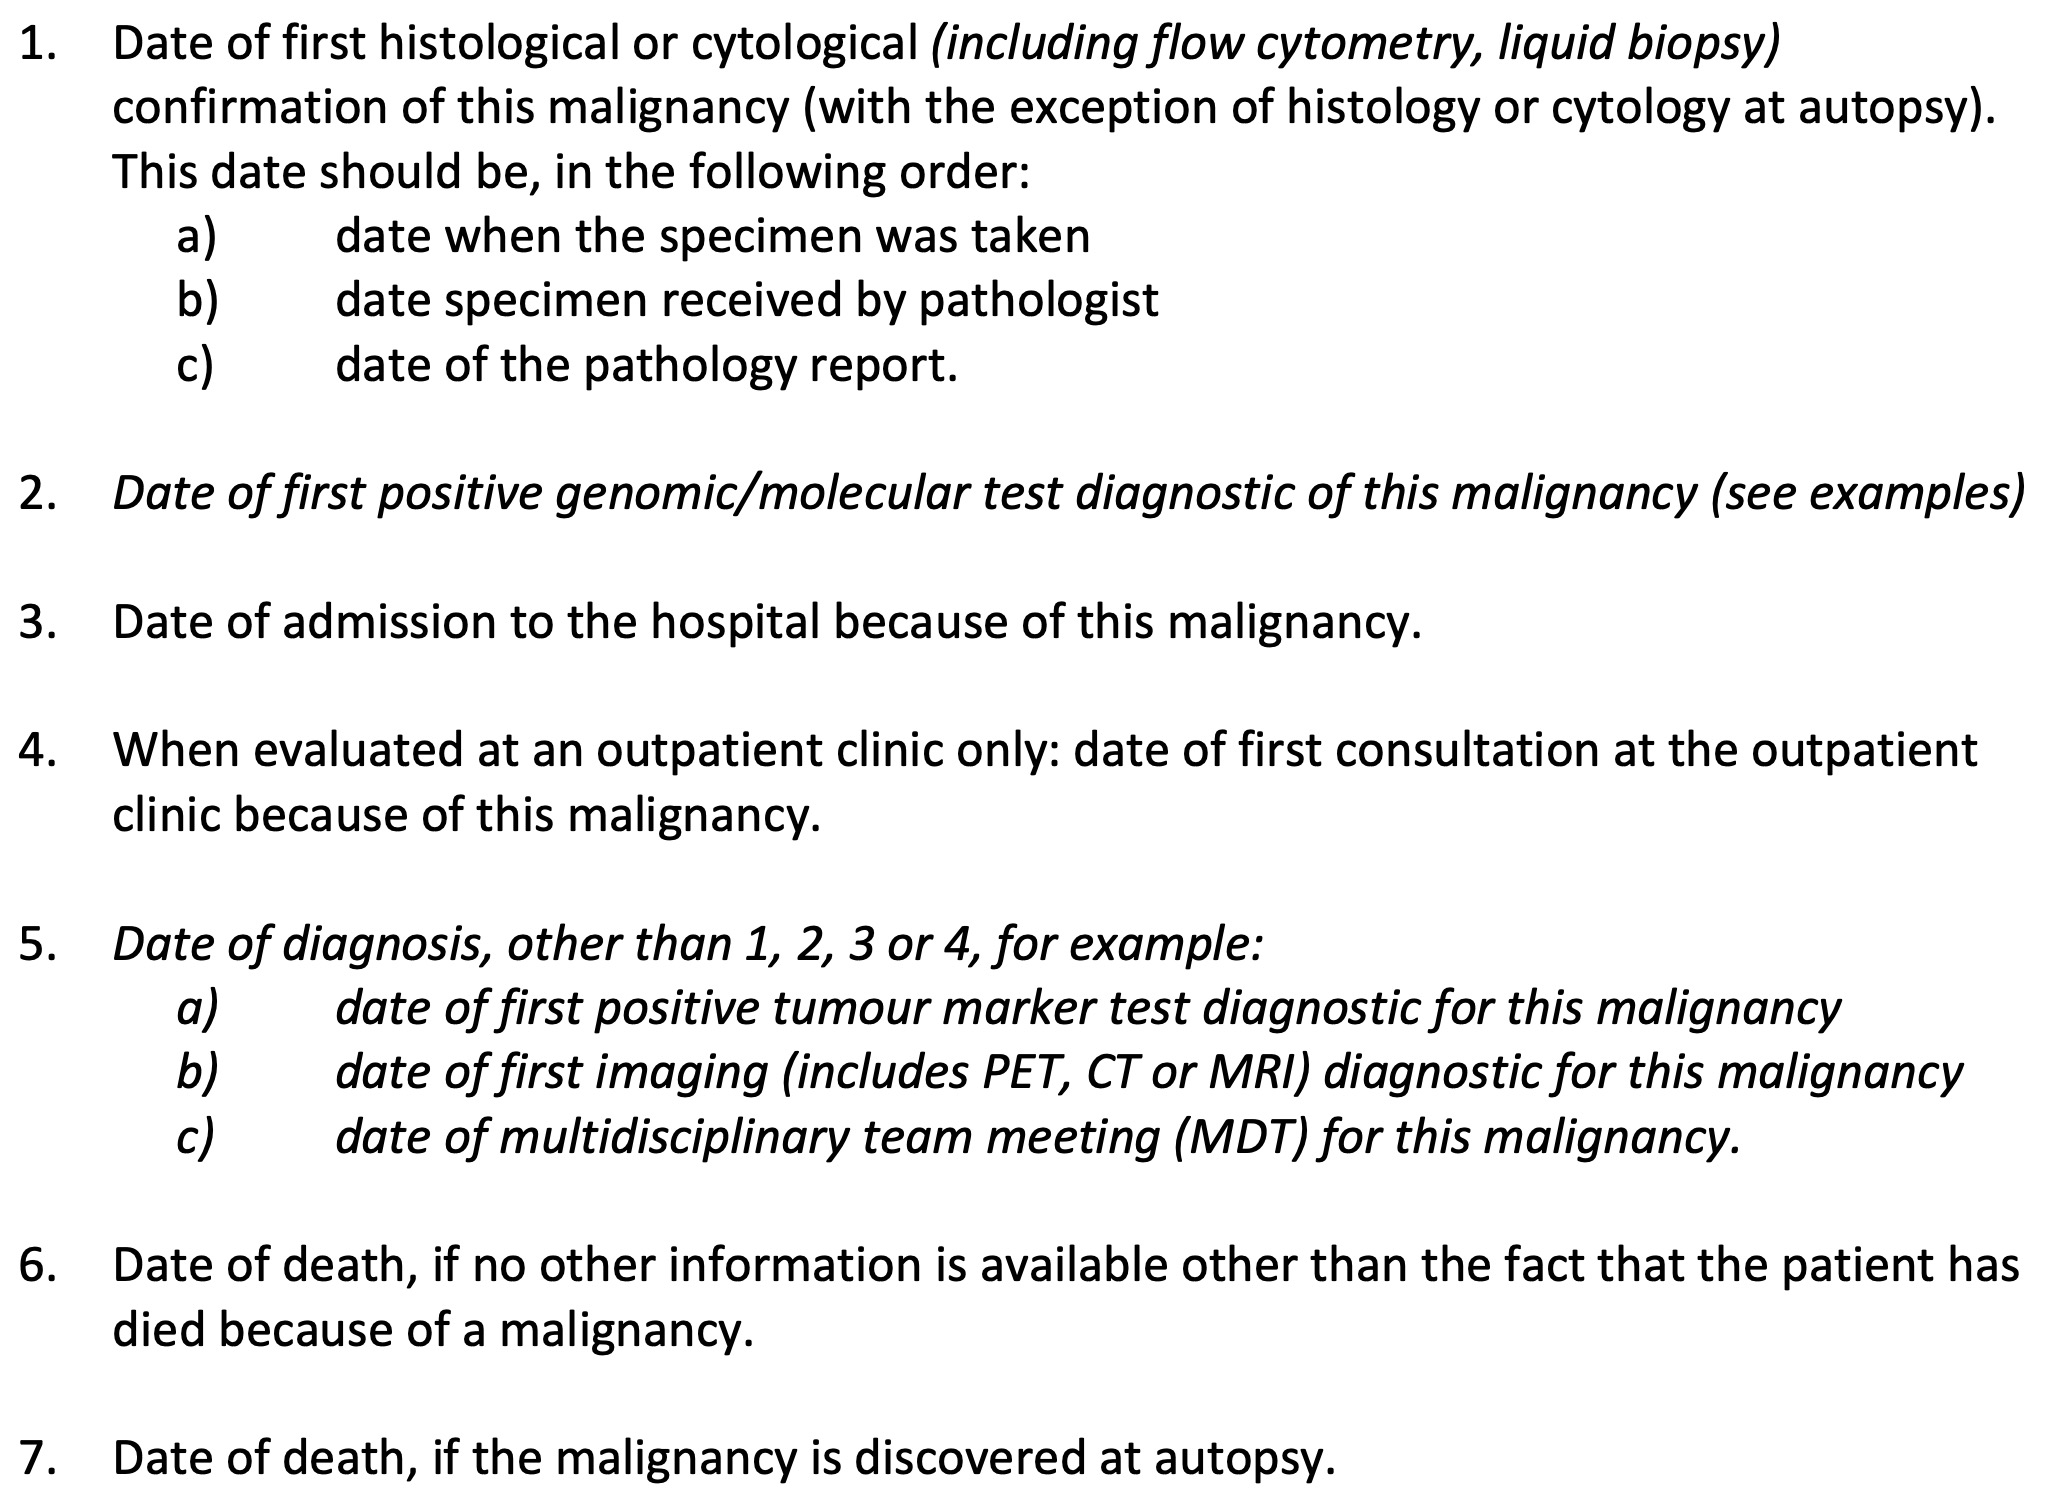 1. Date of first histological or cytological (including flow cytometry, liquid biopsy)
confirmation of this malignancy (with the exception of histology or cytology at autopsy).
This date should be, in the following order:
a) date when the specimen was taken
b) date specimen received by pathologist
c) date of the pathology report.
2. Date of first positive genomic/molecular test diagnostic of this malignancy (see examples)
3. Date of admission to the hospital because of this malignancy.
4. When evaluated at an outpatient clinic only: date of first consultation at the outpatient
clinic because of this malignancy.
5. Date of diagnosis, other than 1, 2, 3 or 4, for example:
a) date of first positive tumour marker test diagnostic for this malignancy
b) date of first imaging (includes PET, CT or MRI) diagnostic for this malignancy
c) date of multidisciplinary team meeting (MDT) for this malignancy.
6. Date of death, if no other information is available other than the fact that the patient has
died because of a malignancy.
7. Date of death, if the malignancy is discovered at autopsy.